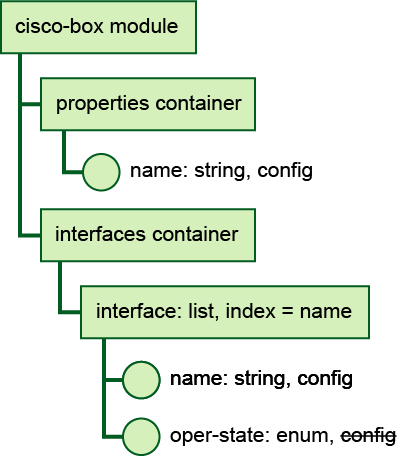 cisco-box module
properties container
name: string, config
interfaces container
interface: list, index = name
name: string, config
oper-state: enum, config